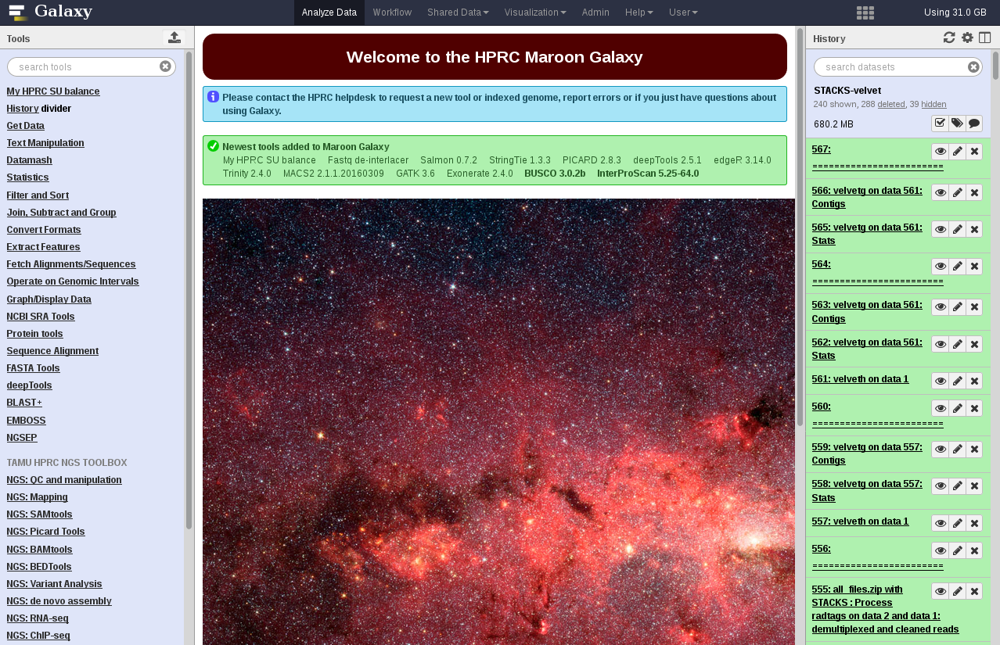 Galaxy
Analyze Data Workflow Shared Data Visualization Admin Help User
Using 31.0 GB
Tools
search tools
My HPRC SU balance
History divider
Get Data
Text Manipulation
Datamash
Statistics
Filter and Sort
Join, Subtract and Group
Convert Formats
Extract Features
Fetch Alignments/Sequences
Operate on Genomic Intervals
Graph/Display Data
NCBI SRA Tools
Protein tools
Sequence Alignment
FASTA Tools
deepTools
BLAST+
EMBOSS
NGSEP
TAMU HPRC NGS TOOLBOX
NGS: QC and manipulation
NGS: Mapping
NGS: SAMtools
NGS: Picard Tools
NGS: BAMtools
NGS: BEDTools
NGS: Variant Analysis
NGS: de novo assembly
NGS: RNA-seq
NGS: ChIP-seq
Welcome to the HPRC Maroon Galaxy
Please contact the HPRC helpdesk to request a new tool or indexed genome, report errors or if you just have questions about
using Galaxy.
Newest tools added to Maroon Galaxy
My HPRC SU balance Fastq de-interlacer Salmon 0.7.2 StringTie 1.3.3 PICARD 2.8.3 deepTools 2.5.1 edgeR 3.14.0
Trinity 2.4.0 MACS2 2.1.1.20160309 GATK 3.6 Exonerate 2.4.0 BUSCO 3.0.2b InterProScan 5.25-64.0
History
search datasets
STACKS-velvet
240 shown, 288 deleted, 39 hidden
680.2 MB
567:
========================
566: velvetg on data 561:
Contigs
565: velvetg on data 561:
Stats
564:
========================
563: velvetg on data 561:
Contigs
562: velvetg on data 561:
Stats
561: velveth on data 1
560:
========================
559: velvetg on data 557:
Contigs
558: velvetg on data 557:
Stats
557: velveth on data 1
556:
========================
555: all_files.zip with
STACKS : Process
radtags on data 2 and data 1:
demultiplexed and cleaned reads